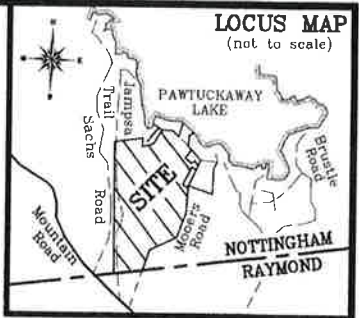 LOCUS MAP
(not to scale)
N
W
E
S
PAWTUCKAWAY
LAKE
Jampsa
Trail
Sachs
Road
SITE
Mooers
Road
Brustle
Road
Mountain
Road
NOTTINGHAM
RAYMOND